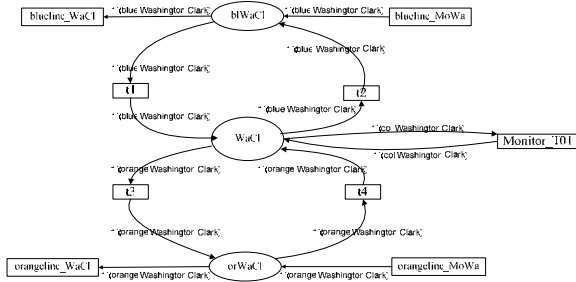 blueline_WaCl
1`(blue Washington Clark)
blWaCl
1`(blue Washington Clark)
blueline_MoWa
1`(blue Washington Clark)
1`(blue Washington Clark)
t1
t2
1`(blue Washington Clark)
1`(blue Washington Clark)
WaCl
1`(col Washington Clark)
Monitor_T01
1`(col Washington Clark)
1`(orange Washington Clark)
1`(orange Washington Clark)
t3
t4
1`(orange Washington Clark)
1`(orange Washington Clark)
orangeline_WaCl
1`(orange Washington Clark)
orWaCl
1`(orange Washington Clark)
orangeline_MoWa